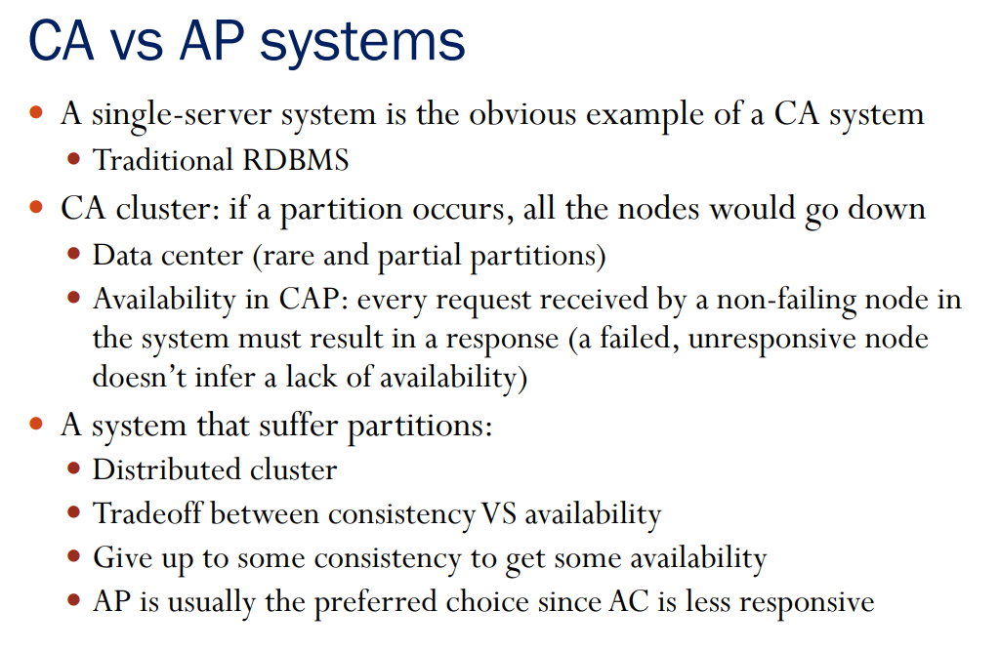 CA vs AP systems
• A single-server system is the obvious example of a CA system
• Traditional RDBMS
• CA cluster: if a partition occurs, all the nodes would go down
• Data center (rare and partial partitions)
• Availability in CAP: every request received by a non-failing node in
the system must result in a response (a failed, unresponsive node
doesn’t infer a lack of availability)
• A system that suffer partitions:
• Distributed cluster
• Tradeoff between consistency VS availability
• Give up to some consistency to get some availability
• AP is usually the preferred choice since AC is less responsive